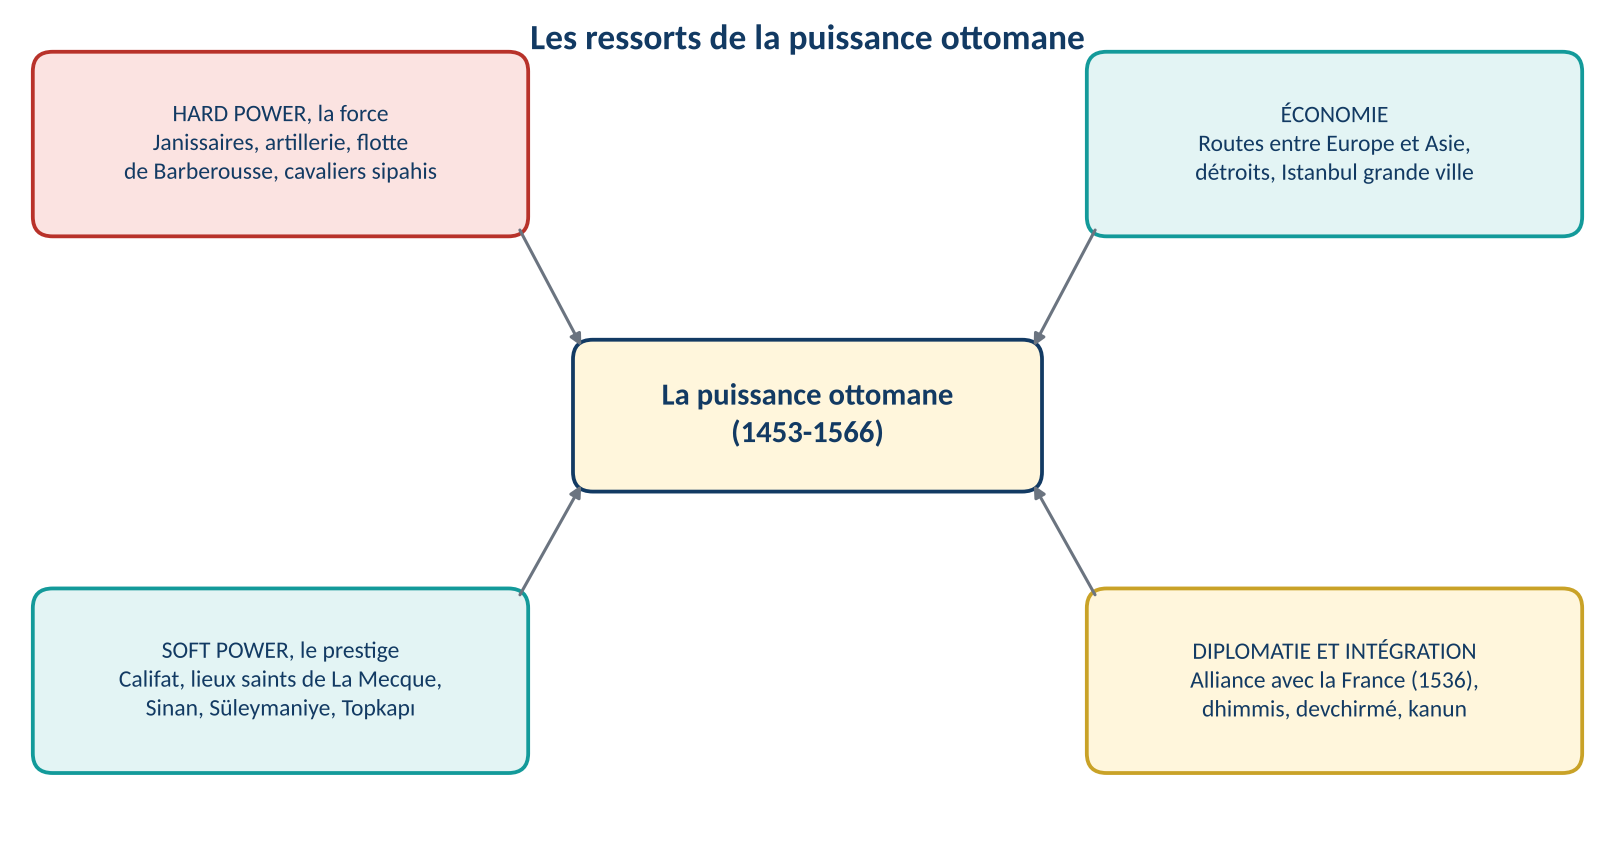 Les ressorts de la puissance ottomane
HARD POWER, la force
Janissaires, artillerie, flotte
de Barberousse, cavaliers sipahis
ÉCONOMIE
Routes entre Europe et Asie,
détroits, Istanbul grande ville
La puissance ottomane
(1453-1566)
SOFT POWER, le prestige
Califat, lieux saints de La Mecque,
Sinan, Süleymaniye, Topkapı
DIPLOMATIE ET INTÉGRATION
Alliance avec la France (1536),
dhimmis, devchirmé, kanun